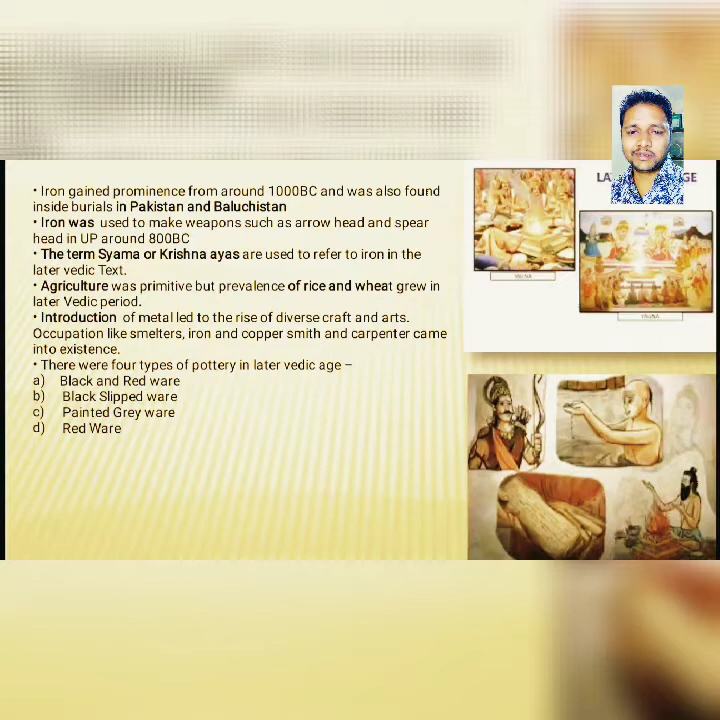 LA GE
• Iron gained prominence from around 1000BC and was also found
inside burials in Pakistan and Baluchistan
• Iron was used to make weapons such as arrow head and spear
head in UP around 800BC
• The term Syama or Krishna ayas are used to refer to iron in the
later vedic Text.
• Agriculture was primitive but prevalence of rice and wheat grew in
later Vedic period.
• Introduction of metal led to the rise of diverse craft and arts.
Occupation like smelters, iron and copper smith and carpenter came
into existence.
• There were four types of pottery in later vedic age –
a) Black and Red ware
b) Black Slipped ware
c) Painted Grey ware
d) Red Ware
YAGNA